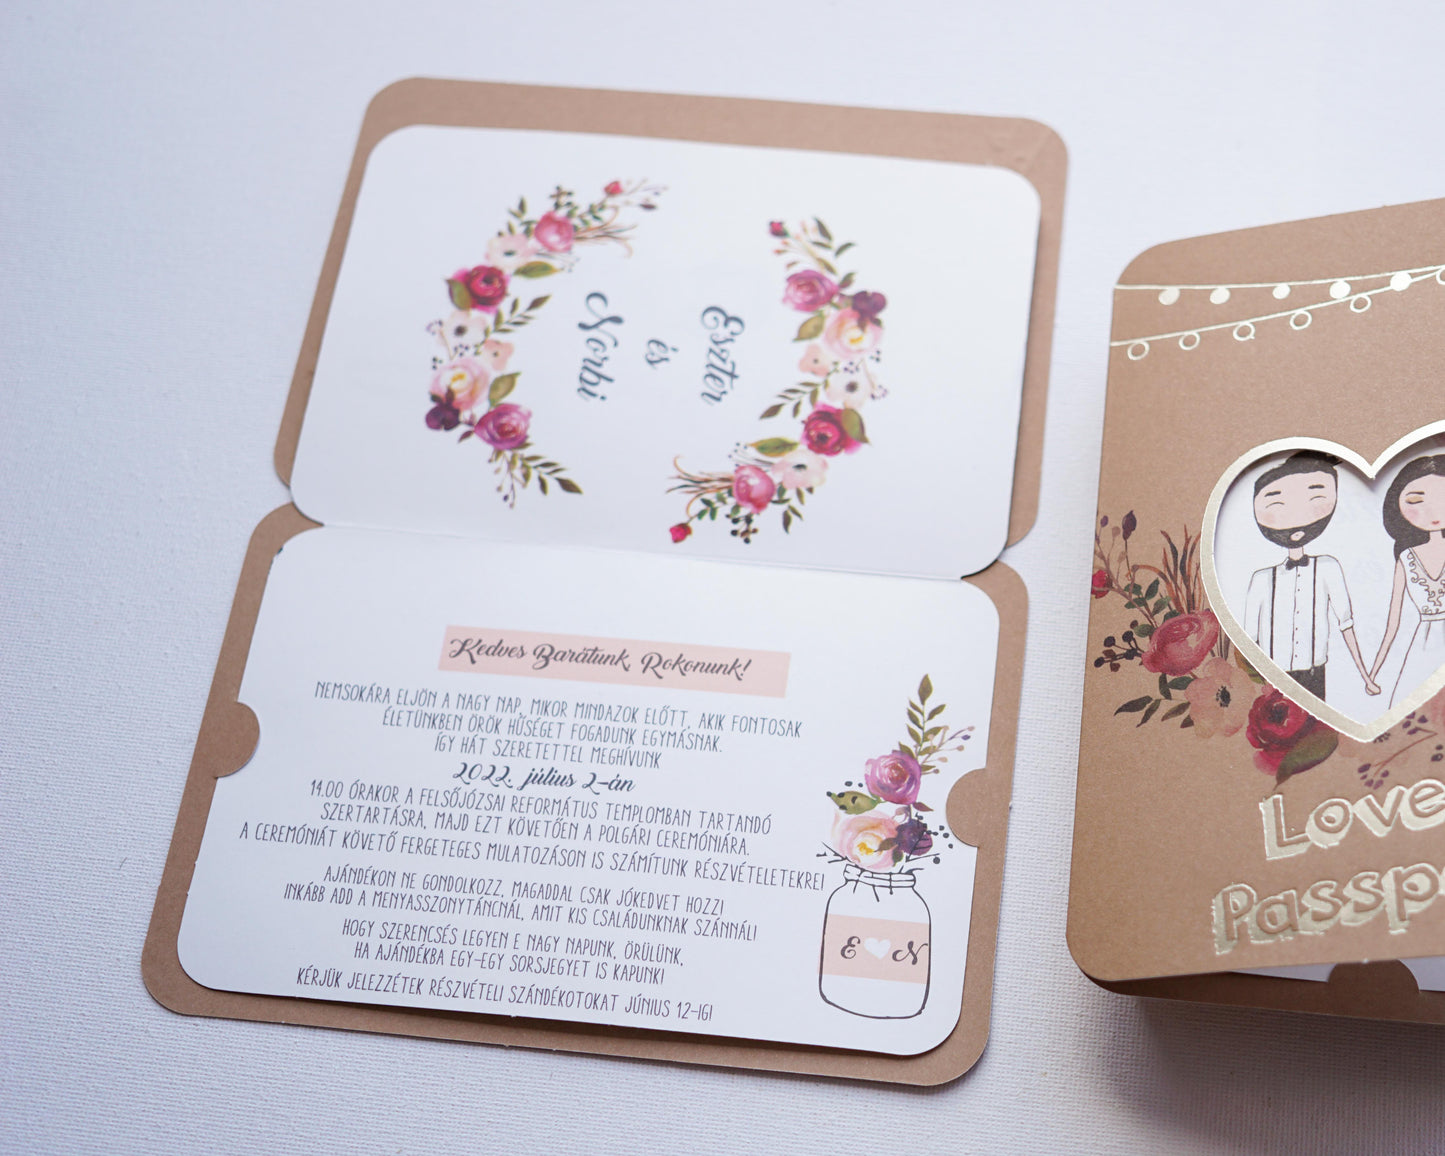 Eszter
és
Norbi
Kedves Barátunk, Rokonunk!
NEMSOKÁRA ELJÖN A NAGY NAP, MIKOR MINDAZOK ELŐTT, AKIK FONTOSAK
ÉLETÜNKBEN ÖRÖK HŰSÉGET FOGADUNK EGYMÁSNAK.
ÍGY HÁT SZERETETTEL MEGHÍVUNK
2022. július 2-án
14.00 ÓRAKOR A FELSŐJÓZSAI REFORMÁTUS TEMPLOMBAN TARTANDÓ
SZERTARTÁSRA, MAJD EZT KÖVETŐEN A POLGÁRI CEREMÓNIÁRA.
A CEREMÓNIÁT KÖVETŐ FERGETEGES MULATOZÁSON IS SZÁMÍTUNK RÉSZVÉTELETEKRE!
AJÁNDÉKON NE GONDOLKOZZ, MAGADDAL CSAK JÓKEDVET HOZZ!
INKÁBB ADD A MENYASSZONYTÁNCNÁL, AMIT KIS CSALÁDUNKNAK SZÁNNÁL!
HOGY SZERENCSÉS LEGYEN E NAGY NAPUNK, ÖRÜLÜNK,
HA AJÁNDÉKBA EGY-EGY SORSJEGYET IS KAPUNK!
KÉRJÜK JELEZZÉTEK RÉSZVÉTELI SZÁNDÉKOTOKAT JÚNIUS 12-IG!
E N
Love
Passp